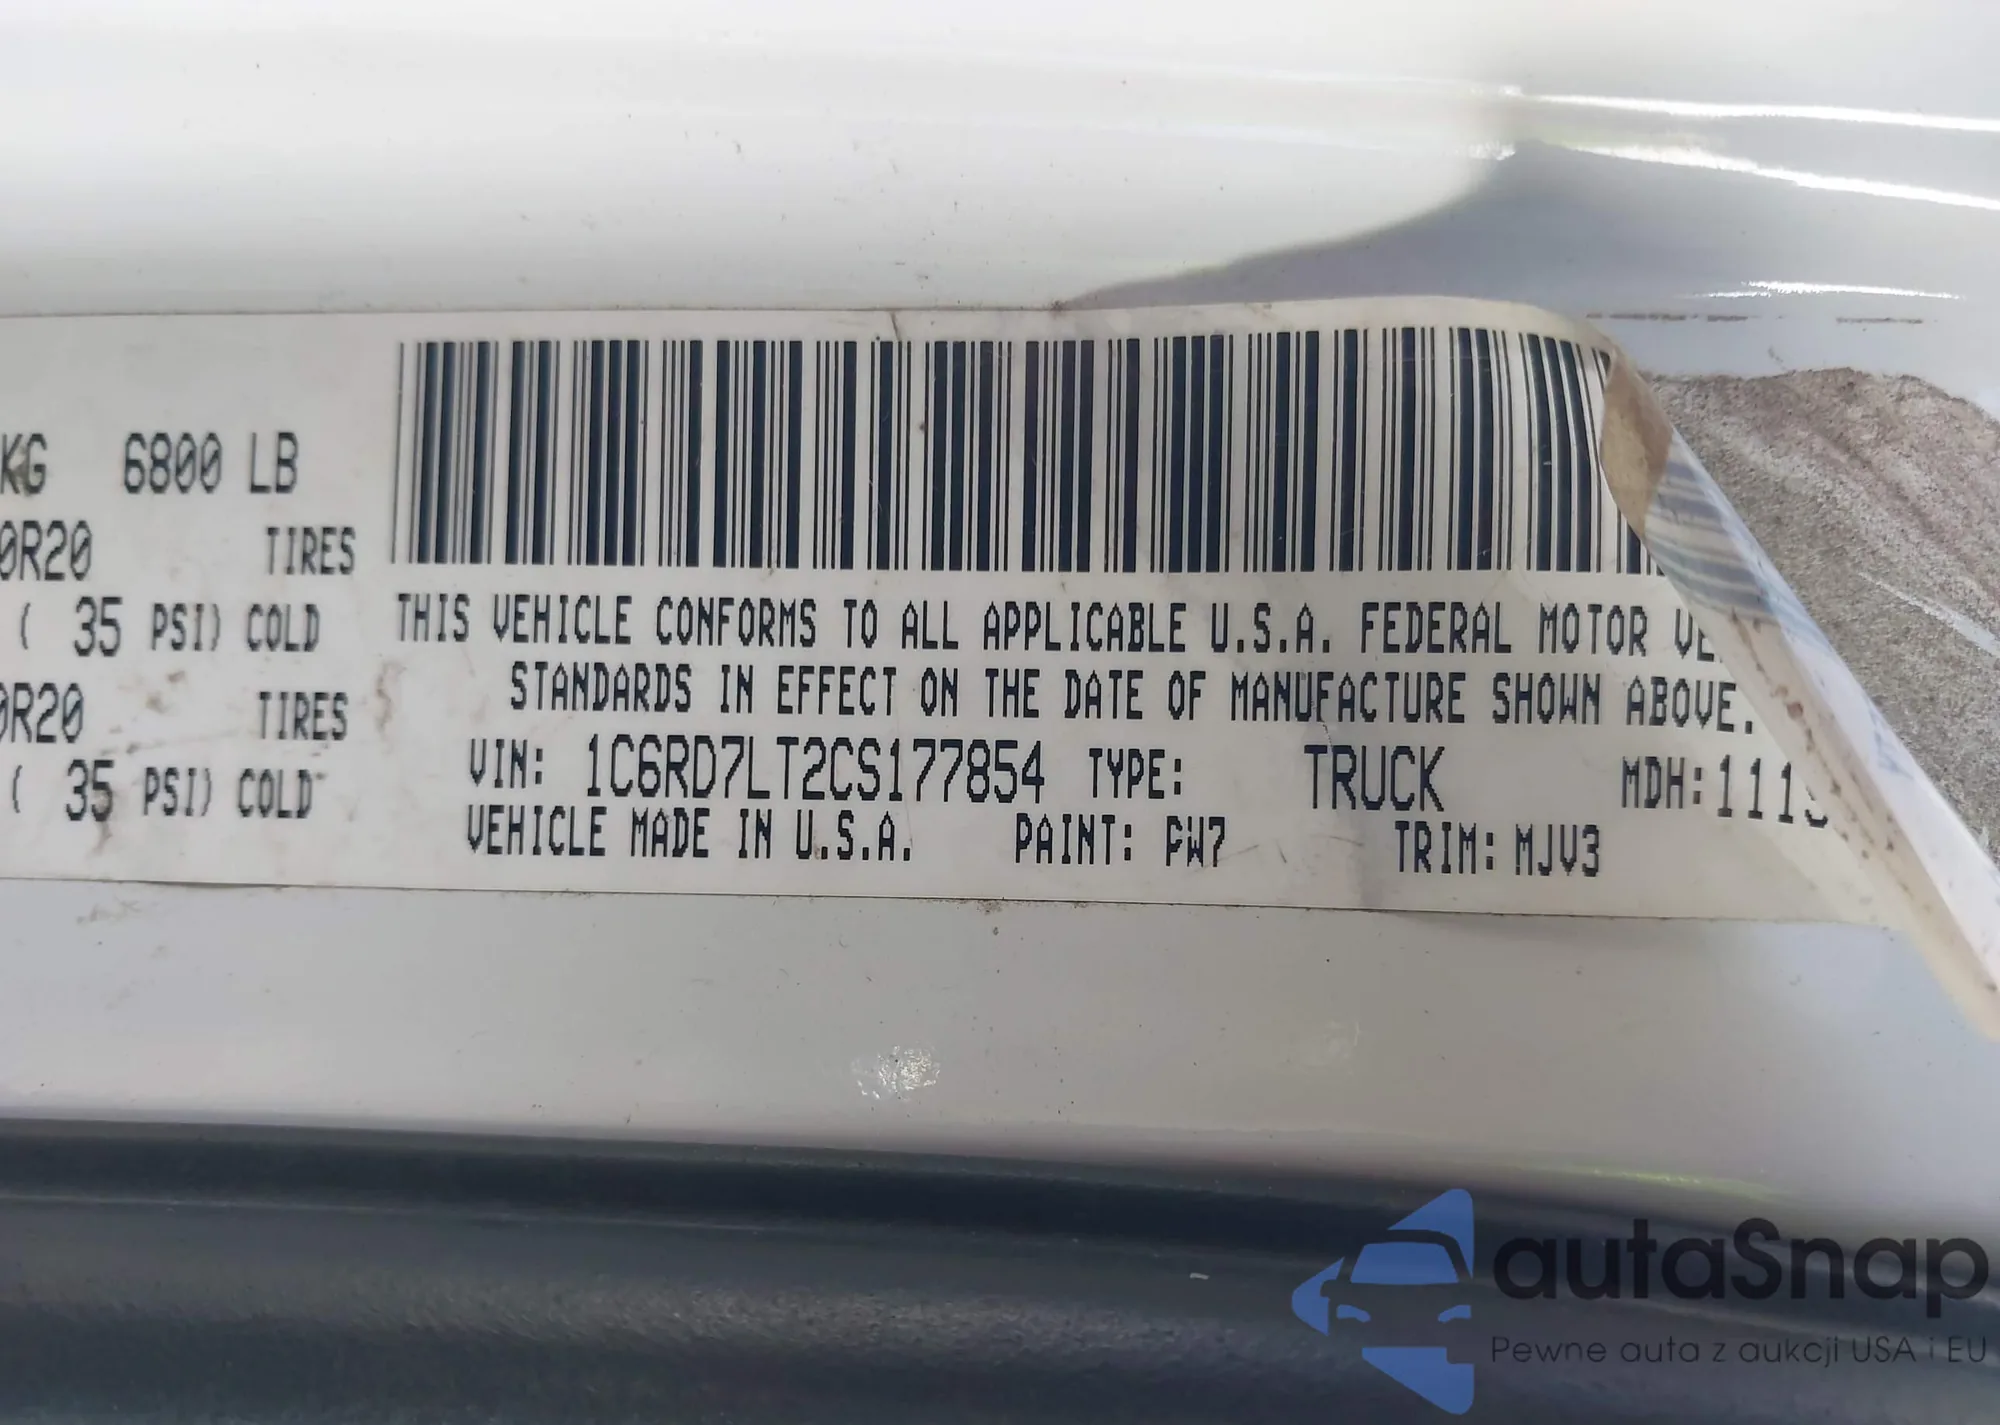 KG 6800 LB
0R20 TIRES
( 35 PSI) COLD
0R20 TIRES
( 35 PSI) COLD
THIS VEHICLE CONFORMS TO ALL APPLICABLE U.S.A. FEDERAL MOTOR
STANDARDS IN EFFECT ON THE DATE OF MANUFACTURE SHOWN ABOVE.
VIN: 1C6RD7LT2CS177854 TYPE: TRUCK MDH: 111
VEHICLE MADE IN U.S.A. PAINT: PW7 TRIM: MJV3
autaSnap
Pewne auta z aukcji USA i EU